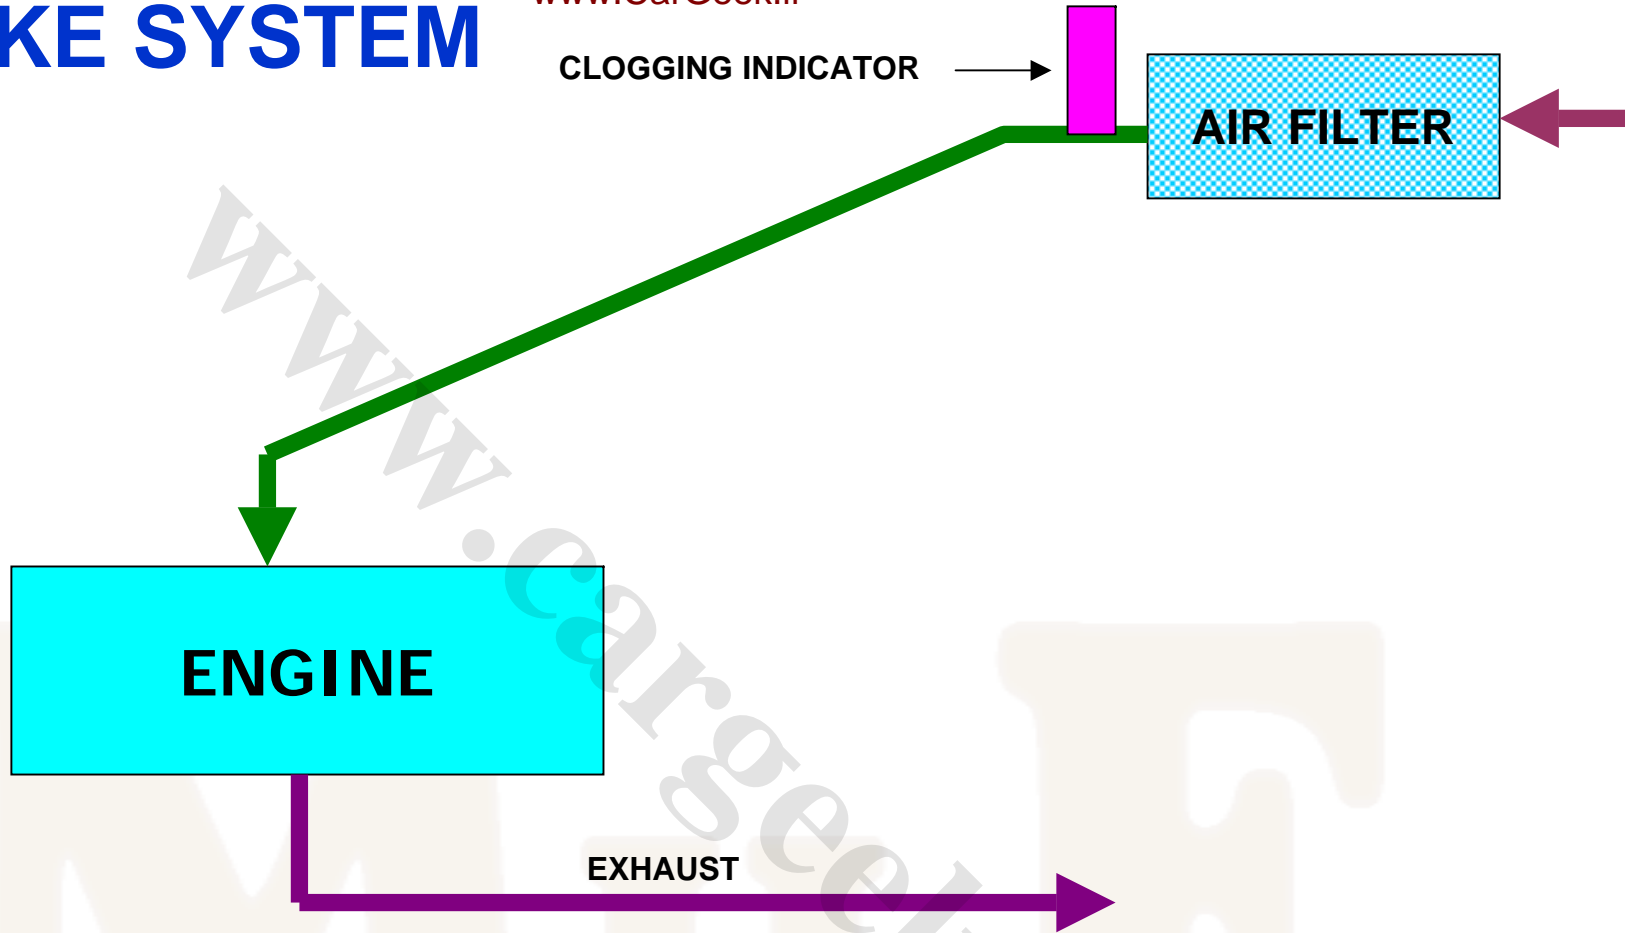 KE SYSTEM
CLOGGING INDICATOR
AIR FILTER
ENGINE
EXHAUST
www.cargeek